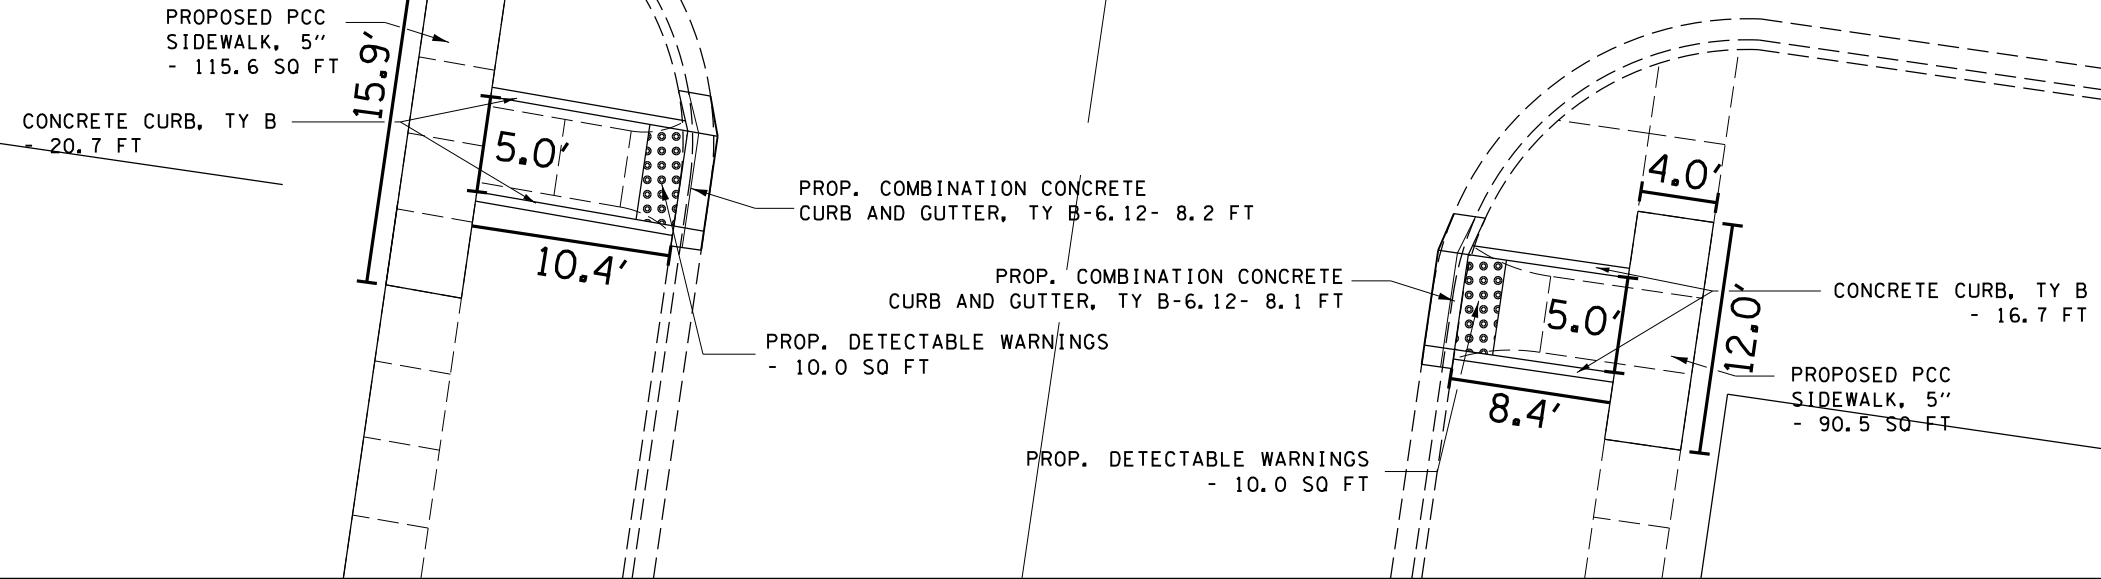 PROPOSED PCC
SIDEWALK, 5"
- 115.6 SQ FT
15.9'
CONCRETE CURB, TY B
- 20.7 FT
5.0'
10.4'
PROP. COMBINATION CONCRETE
CURB AND GUTTER, TY B-6.12- 8.2 FT
PROP. DETECTABLE WARNINGS
- 10.0 SQ FT
PROP. COMBINATION CONCRETE
CURB AND GUTTER, TY B-6.12- 8.1 FT
PROP. DETECTABLE WARNINGS
- 10.0 SQ FT
4.0'
5.0'
8.4'
12.0'
CONCRETE CURB, TY B
- 16.7 FT
PROPOSED PCC
SIDEWALK, 5"
- 90.5 SQ FT